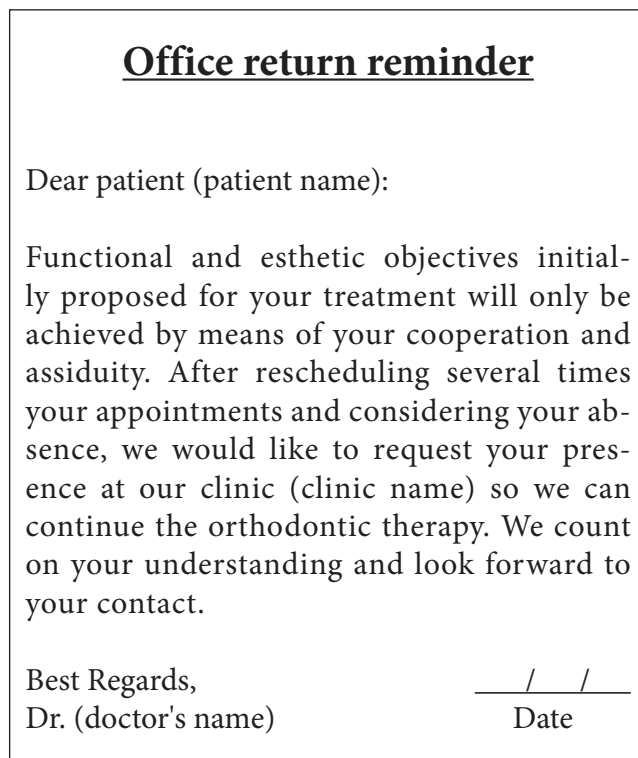 Office return reminder
Dear patient (patient name):
Functional and esthetic objectives initial-
ly proposed for your treatment will only be
achieved by means of your cooperation and
assiduity. After rescheduling several times
your appointments and considering your ab-
sence, we would like to request your pres-
ence at our clinic (clinic name) so we can
continue the orthodontic therapy. We count
on your understanding and look forward to
your contact.
Best Regards, __/__/__
Dr. (doctor's name) Date